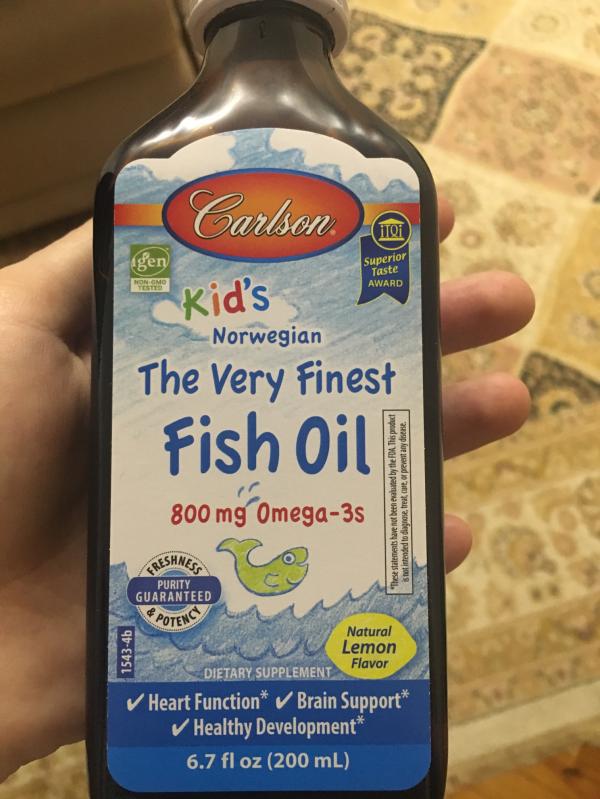 Carlson
iTQi
Superior
Taste
AWARD
igen
NON-GMO
TESTED
Kid's
Norwegian
The Very Finest
Fish Oil
800 mg Omega-3s
*These statements have not been evaluated by the FDA. This product
is not intended to diagnose, treat, cure, or prevent any disease.
FRESHNESS
PURITY
GUARANTEED
& POTENCY
1543-4b
Natural
Lemon
Flavor
DIETARY SUPPLEMENT
✓ Heart Function* ✓ Brain Support*
✓ Healthy Development*
6.7 fl oz (200 mL)